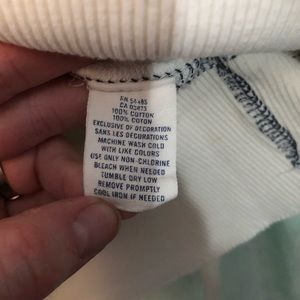 RN 54485
CA 03873
100% COTTON
100% COTON
EXCLUSIVE OF DECORATION
SANS LES DECORATIONS
MACHINE WASH COLD
WITH LIKE COLORS
USE ONLY NON-CHLORINE
BLEACH WHEN NEEDED
TUMBLE DRY LOW
REMOVE PROMPTLY
COOL IRON IF NEEDED